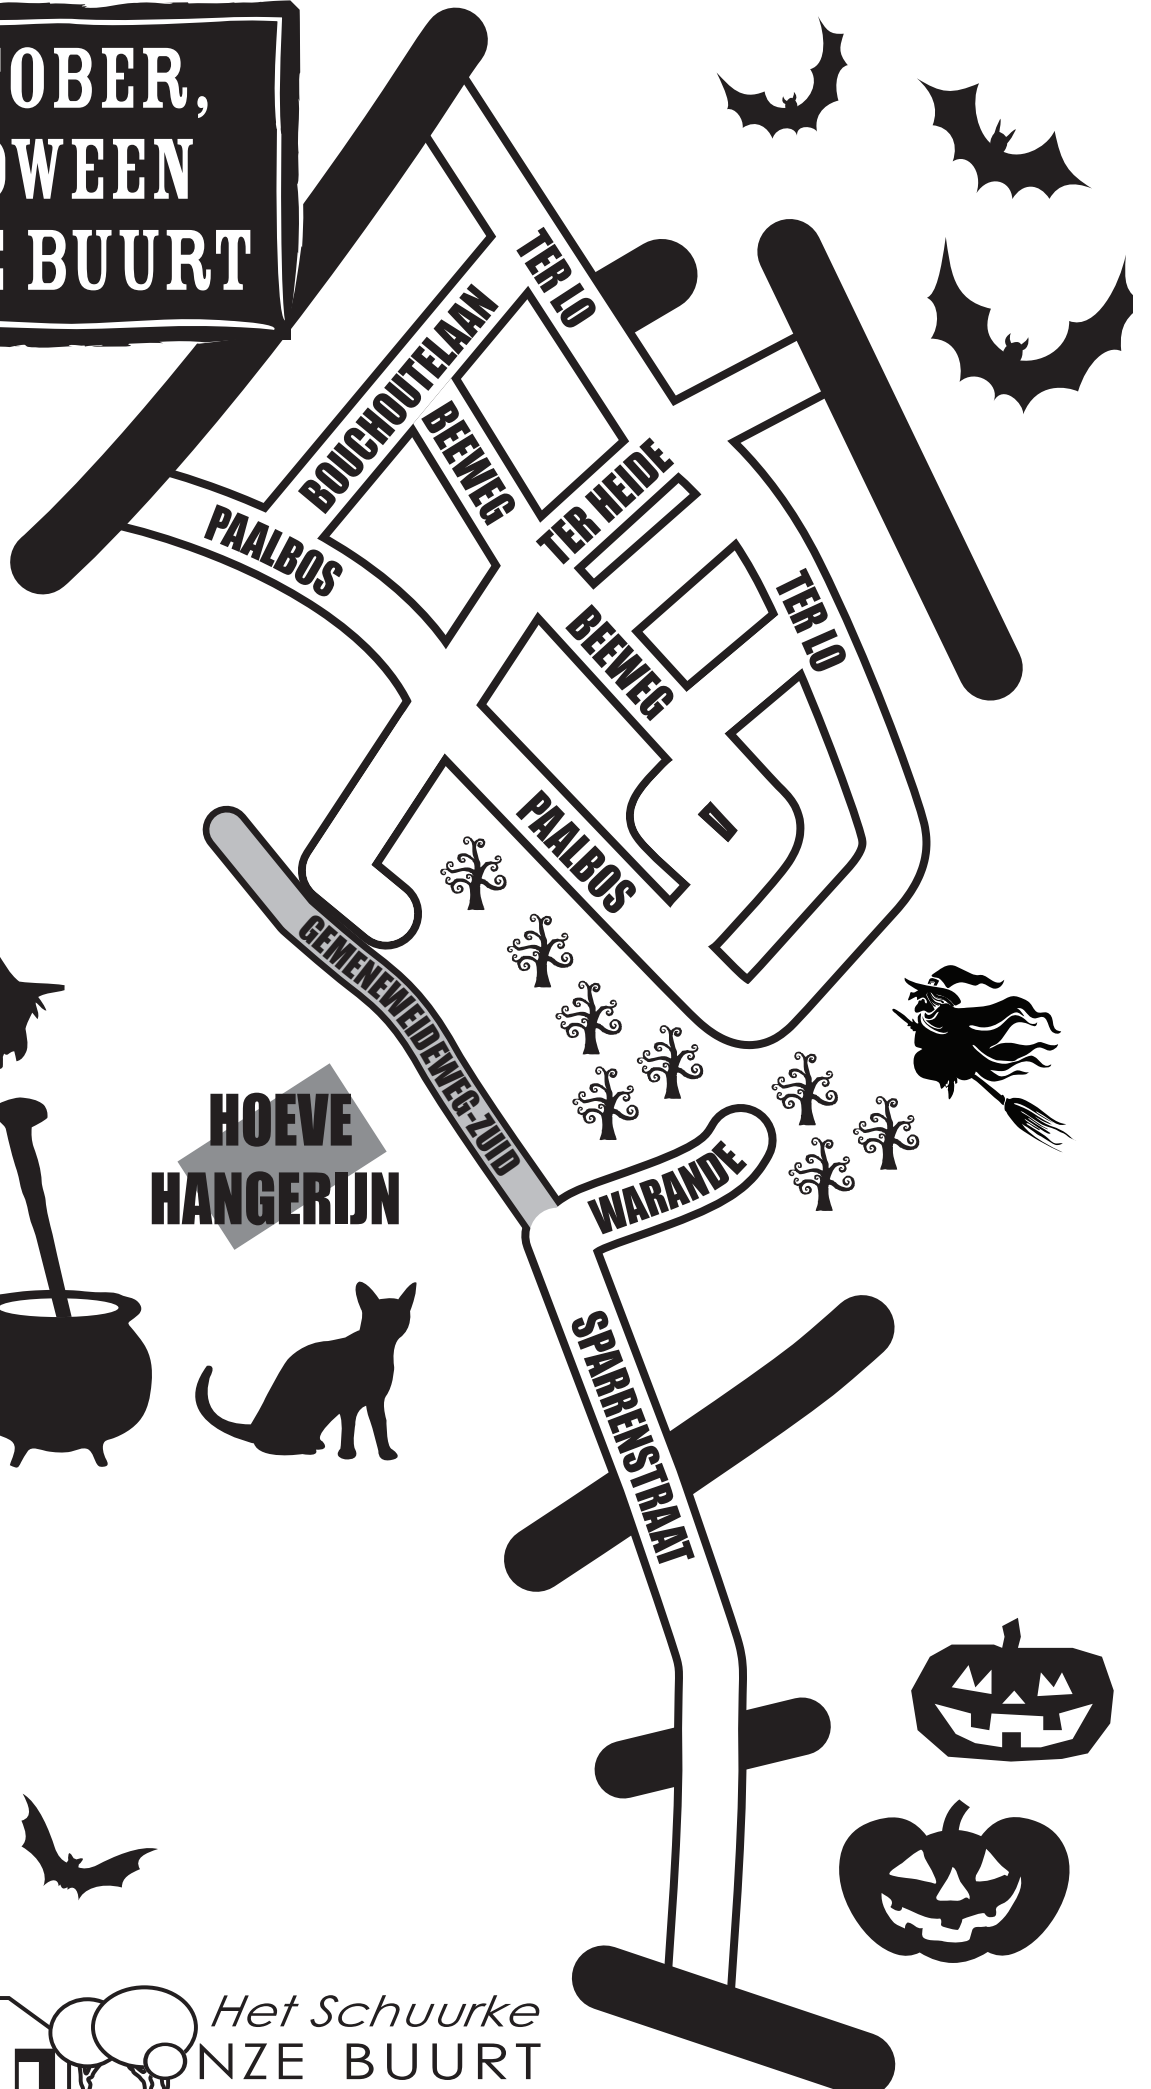 TOBER,
OWEEN
E BUURT
TER LO
BOUCHOUTELAAN
BEEWEG
TER HEIDE
PAALBOS
TER LO
BEEWEG
PAALBOS
GEMENEWEIDEWEG-ZUID
HOEVE
HANGERIJN
WARANDE
SPARRENSTRAAT
Het Schuurke
ONZE BUURT